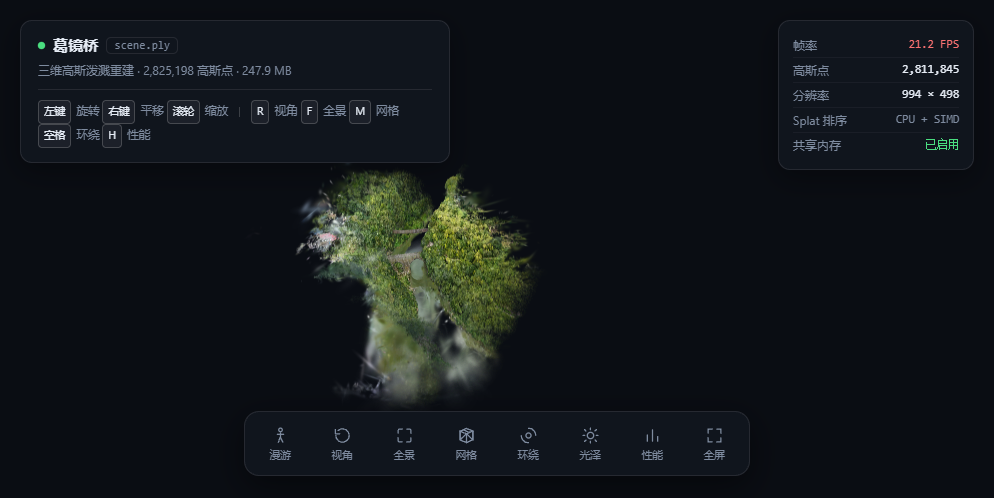 葛镜桥 scene.ply
三维高斯泼溅重建 · 2,825,198 高斯点 · 247.9 MB
左键 旋转 右键 平移 滚轮 缩放 | R 视角 F 全景 M 网格
空格 环绕 H 性能
帧率 21.2 FPS
高斯点 2,811,845
分辨率 994 × 498
Splat 排序 CPU + SIMD
共享内存 已启用
漫游 视角 全景 网格 环绕 光泽 性能 全屏